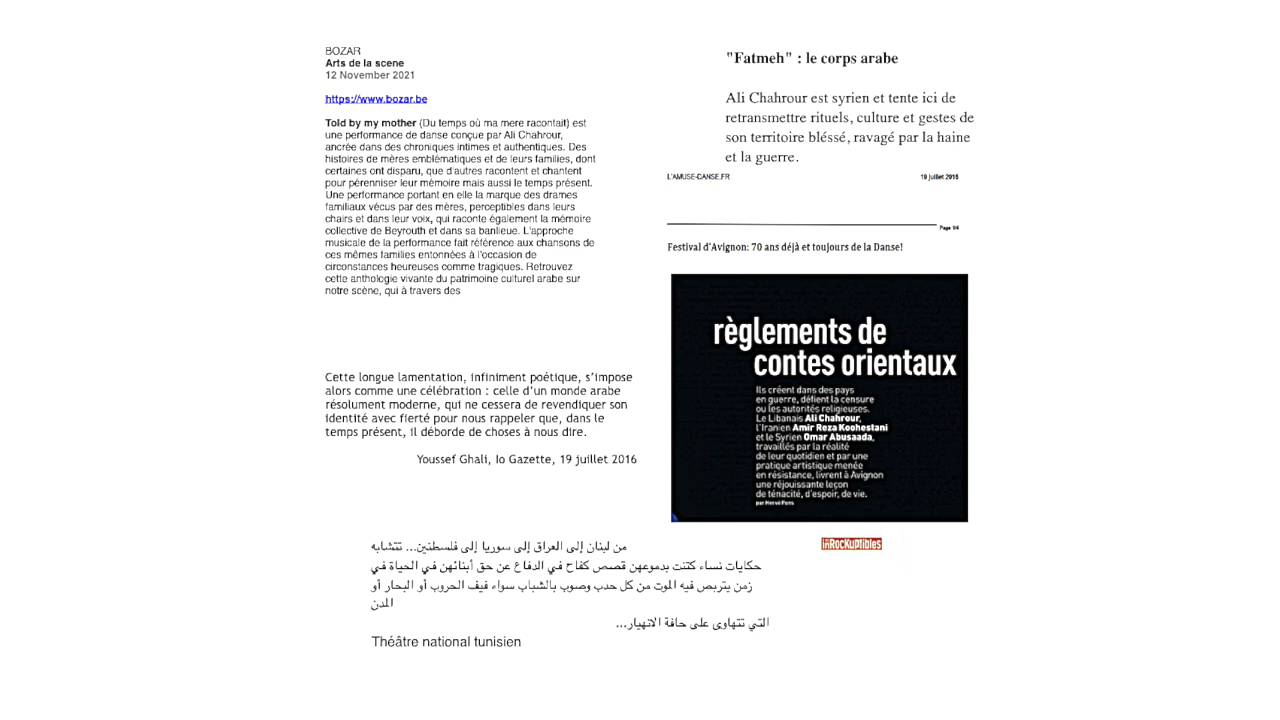 BOZAR
Arts de la scene
12 November 2021
https://www.bozar.be
Told by my mother (Du temps où ma mere racontait) est
une performance de danse conçue par Ali Chahrour,
ancrée dans des chroniques intimes et authentiques. Des
histoires de mères emblématiques et de leurs families, dont
certaines ont disparu, que d'autres racontent et chantent
pour pérenniser leur mémoire mais aussi le temps présent.
Une performance portant en elle la marque des drames
familiaux vécus par des mères, perceptibles dans leurs
chairs et dans leur voix, qui raconte également la mémoire
collective de Beyrouth et dans sa banlieue. L'approche
musicale de la performance fait référence aux chansons de
ces mêmes familles entonnées à l'occasion de
circonstances heureuses comme tragiques. Retrouvez
cette anthologie vivante du patrimoine culturel arabe sur
notre scène, qui à travers des
Cette longue lamentation, infiniment poétique, s'impose
alors comme une célébration : celle d'un monde arabe
résolument moderne, qui ne cessera de revendiquer son
identité avec fierté pour nous rappeler que, dans le
temps présent, il déborde de choses à nous dire.
Youssef Ghali, Io Gazette, 19 juillet 2016
"Fatmeh" : le corps arabe
Ali Chahrour est syrien et tente ici de
retransmettre rituels, culture et gestes de
son territoire bléssé, ravagé par la haine
et la guerre.
L'AMUSE-DANSE.FR 19 juillet 2016
Page 94
Festival d'Avignon: 70 ans déjà et toujours de la Danse!
règlements de
contes orientaux
Ils créent dans des pays
en guerre, défient la censure
ou les autorités religieuses.
Le Libanais Ali Chahrour,
l'Iranien Amir Reza Koohestani
et le Syrien Omar Abusaada,
travaillés par la réalité
de leur quotidien et par une
pratique artistique menée
en résistance, livrent à Avignon
une réjouissante leçon
de ténacité, d'espoir, de vie.
par Hervé Pons
inRocKuptibles
من لبنان إلى العراق إلى سوريا إلى فلسطنين... تتشابه
حكايات نساء كتنت بدموعهن قصص كفاح في الدفاع عن حق أبنائهن في الحياة في
زمن يتربص فيه الموت من كل حدب وصوب بالشباب سواء فيف الحروب أو البحار أو
المدن
التي تتهاوى على حافة الانهيار...
Théâtre national tunisien